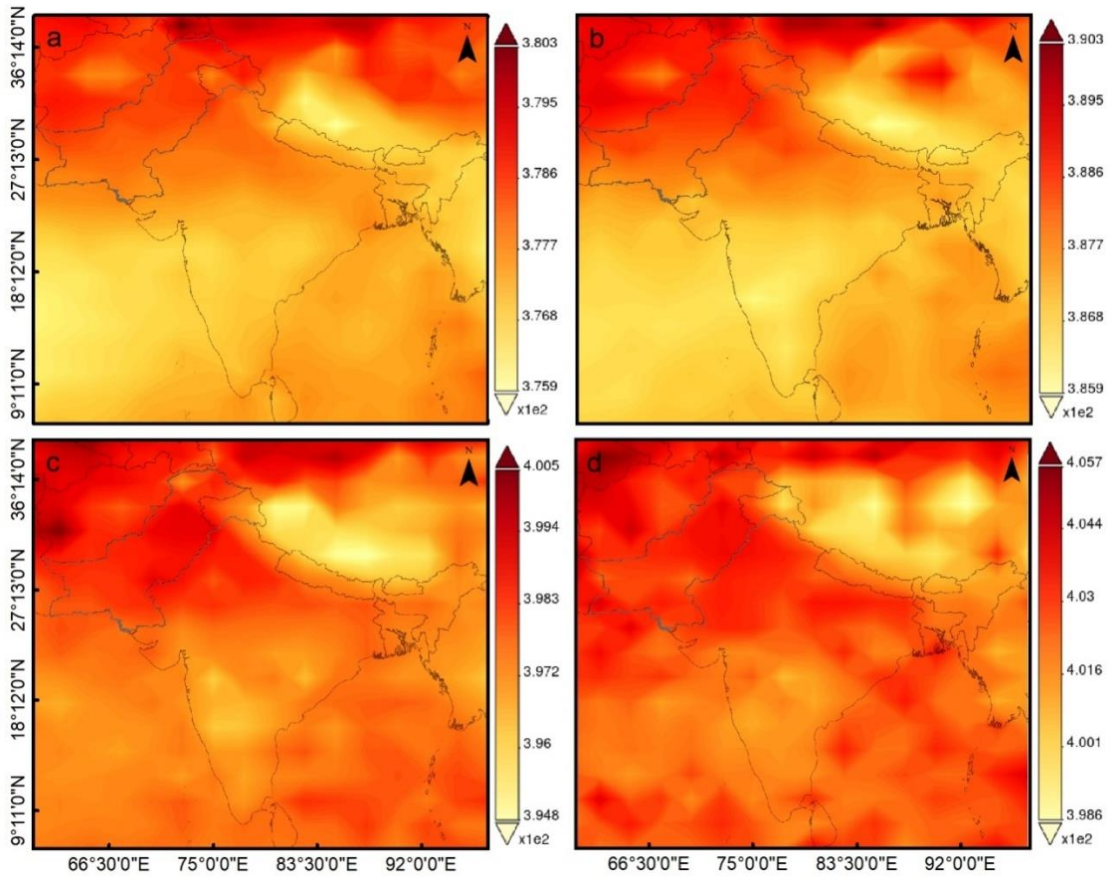 a
N
36°14'0"N
27°13'0"N
18°12'0"N
9°11'0"N
3.803
3.795
3.786
3.777
3.768
3.759
x1e2
b
N
3.903
3.895
3.886
3.877
3.868
3.859
x1e2
c
N
36°14'0"N
27°13'0"N
18°12'0"N
9°11'0"N
4.005
3.994
3.983
3.972
3.96
3.948
x1e2
66°30'0"E
75°0'0"E
83°30'0"E
92°0'0"E
d
N
4.057
4.044
4.03
4.016
4.001
3.986
x1e2
66°30'0"E
75°0'0"E
83°30'0"E
92°0'0"E